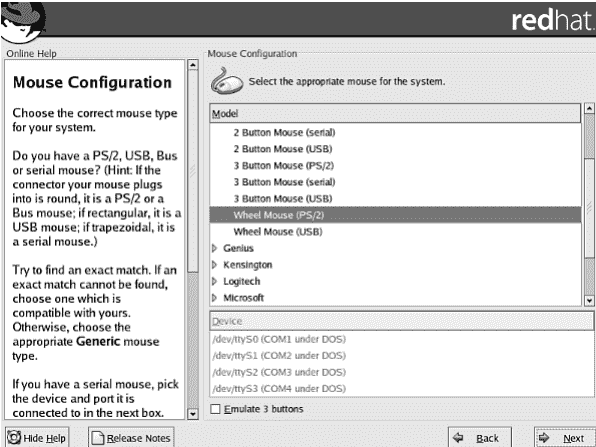 redhat.
Online Help
Mouse Configuration
Choose the correct mouse type
for your system.
Do you have a PS/2, USB, Bus
or serial mouse? (Hint: If the
connector your mouse plugs
into is round, it is a PS/2 or a
Bus mouse; if rectangular, it is a
USB mouse; if trapezoidal, it is
a serial mouse.)
Try to find an exact match. If an
exact match cannot be found,
choose one which is
compatible with yours.
Otherwise, choose the
appropriate Generic mouse
type.
If you have a serial mouse, pick
the device and port it is
connected to in the next box.
Mouse Configuration
Select the appropriate mouse for the system.
Model
2 Button Mouse (serial)
2 Button Mouse (USB)
3 Button Mouse (PS/2)
3 Button Mouse (serial)
3 Button Mouse (USB)
Wheel Mouse (PS/2)
Wheel Mouse (USB)
Genius
Kensington
Logitech
Microsoft
Device
/dev/ttyS0 (COM1 under DOS)
/dev/ttyS1 (COM2 under DOS)
/dev/ttyS2 (COM3 under DOS)
/dev/ttyS3 (COM4 under DOS)
Emulate 3 buttons
Hide Help
Release Notes
Back
Next